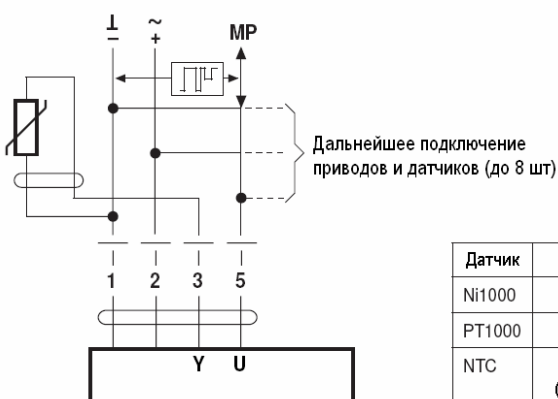 ⊥ ~ MP
– +
Дальнейшее подключение
приводов и датчиков (до 8 шт)
1 2 3 5
Y U
Датчик
Ni1000
PT1000
NTC
(